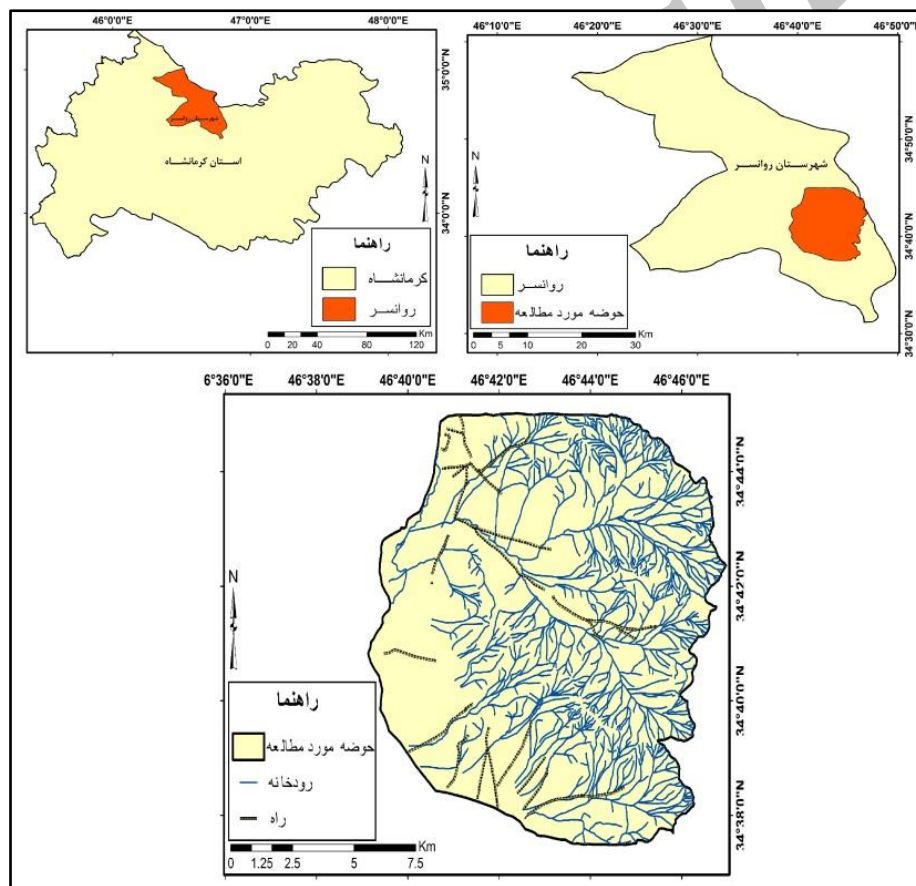 46°0'0"E 47°0'0"E 48°0'0"E
35°0'0"N
34°0'0"N
شهرستان روانسر
استان کرمانشاه
N
راهنما
کرمانشاه
روانسر
0 20 40 80 120 Km
46°10'0"E 46°20'0"E 46°30'0"E 46°40'0"E 46°50'0"E
34°50'0"N
34°40'0"N
34°30'0"N
شهرستان روانسر
N
راهنما
روانسر
حوضه مورد مطالعه
0 5 10 20 30 Km
6°36'0"E 46°38'0"E 46°40'0"E 46°42'0"E 46°44'0"E 46°46'0"E
34°44'0"N
34°42'0"N
34°40'0"N
34°38'0"N
N
راهنما
حوضه مورد مطالعه
رودخانه
راه
0 1.25 2.5 5 7.5 Km